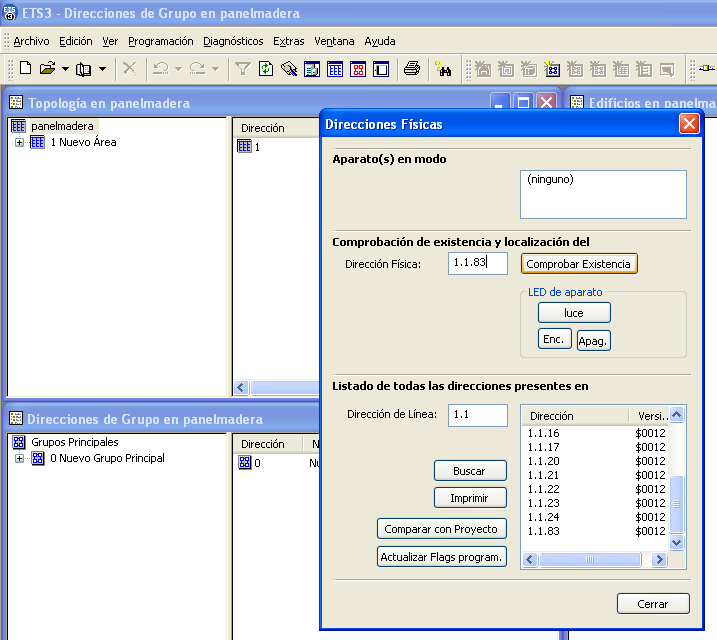 ETS3 - Direcciones de Grupo en panelmadera
Archivo Edición Ver Programación Diagnósticos Extras Ventana Ayuda
Topología en panelmadera
Edificios en panelma
panelmadera
1 Nuevo Área
Dirección
1
Direcciones de Grupo en panelmadera
Grupos Principales
0 Nuevo Grupo Principal
Dirección N
0 Nu
Direcciones Físicas
Aparato(s) en modo
(ninguno)
Comprobación de existencia y localización del
Dirección Física: 1.1.83 Comprobar Existencia
LED de aparato
luce
Enc. Apag.
Listado de todas las direcciones presentes en
Dirección de Línea: 1.1
Buscar
Imprimir
Comparar con Proyecto
Actualizar Flags program.
Dirección Versi..
1.1.16 $0012
1.1.17 $0012
1.1.20 $0012
1.1.21 $0012
1.1.22 $0012
1.1.23 $0012
1.1.24 $0012
1.1.83 $0012
Cerrar